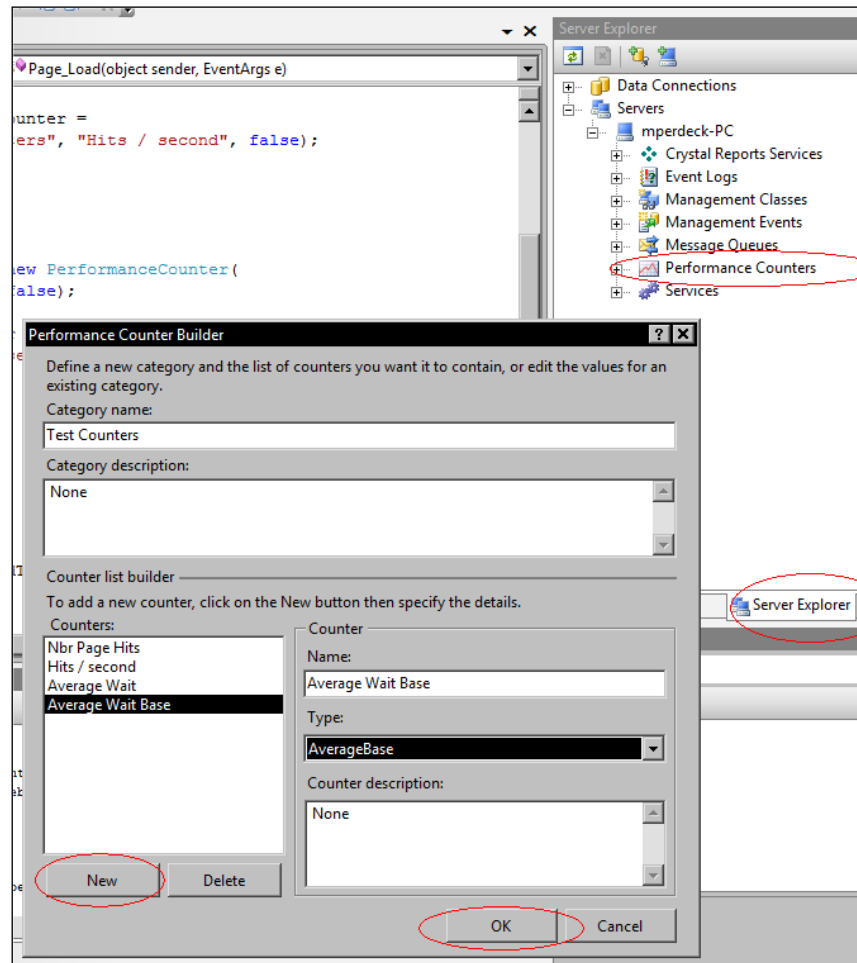 Server Explorer
Page_Load(object sender, EventArgs e)
Data Connections
ounter =
Servers
ers", "Hits / second", false);
mperdeck-PC
Crystal Reports Services
Event Logs
Management Classes
Management Events
Message Queues
new PerformanceCounter(
Performance Counters
false);
Services
Performance Counter Builder
Define a new category and the list of counters you want it to contain, or edit the values for an
existing category.
Category name:
Test Counters
Category description:
None
Counter list builder
To add a new counter, click on the New button then specify the details.
Server Explorer
Counters:
Counter
Nbr Page Hits
Hits / second
Average Wait
Average Wait Base
Name:
Average Wait Base
Type:
AverageBase
Counter description:
None
New
Delete
OK
Cancel